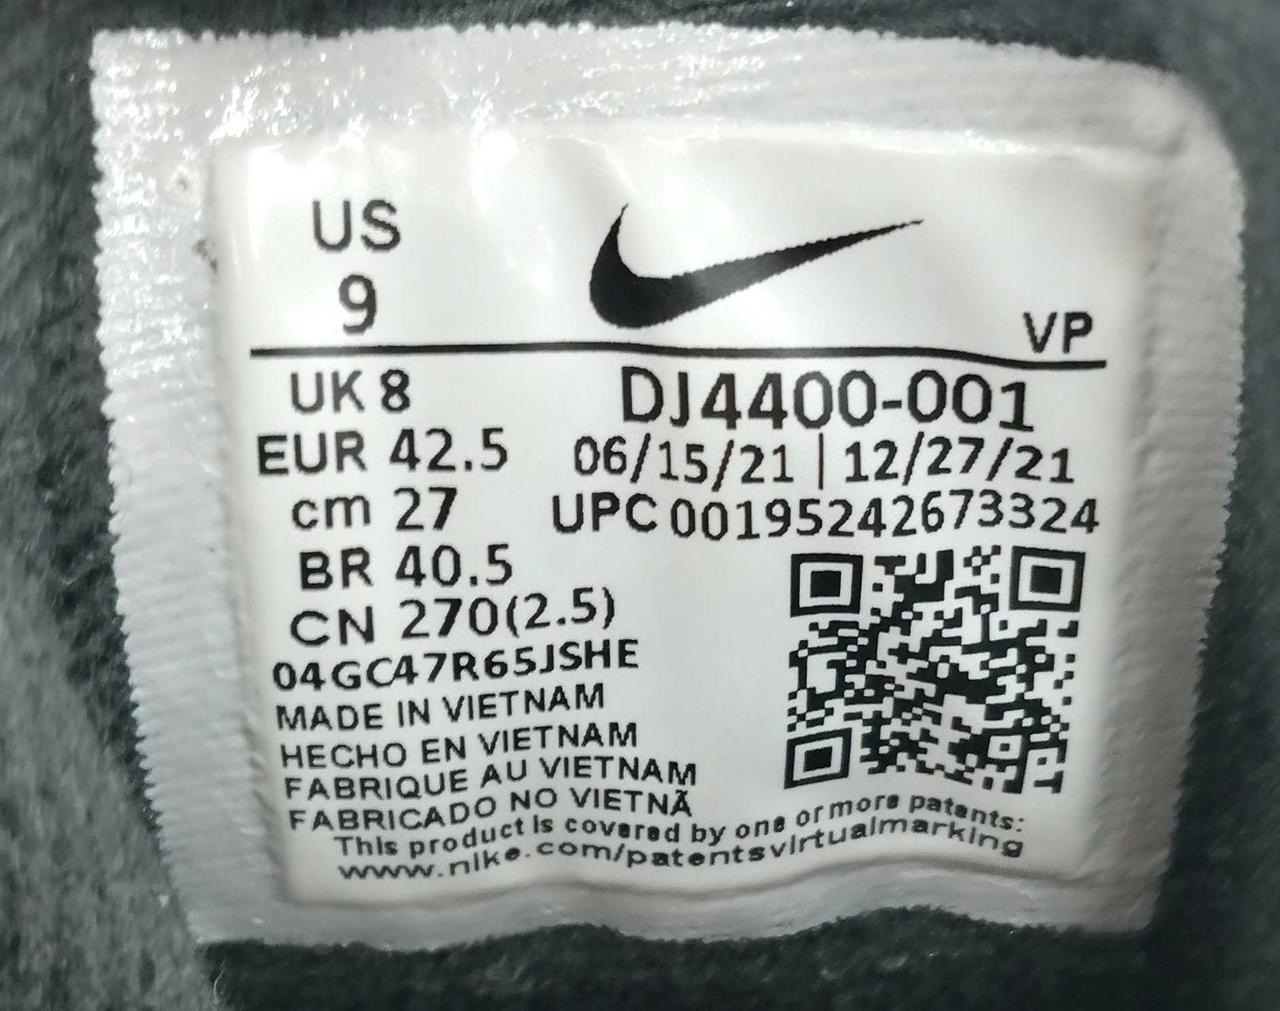 US
9
VP
UK 8
EUR 42.5
cm 27
BR 40.5
CN 270(2.5)
DJ4400-001
06/15/21 | 12/27/21
UPC 00195242673324
04GC47R65JSHE
MADE IN VIETNAM
HECHO EN VIETNAM
FABRIQUE AU VIETNAM
FABRICADO NO VIETNÃ
This product is covered by one or more patents:
www.nike.com/patentsvirtualmarking